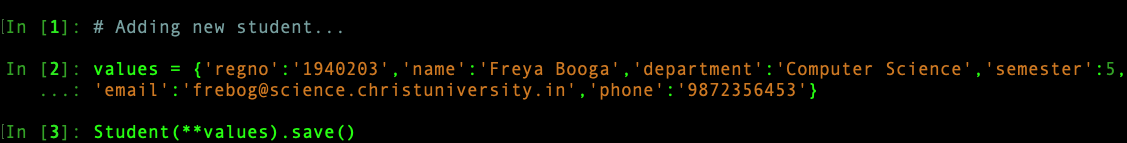 In [1]: # Adding new student...
In [2]: values = {'regno':'1940203','name':'Freya Booga','department':'Computer Science','semester':5,
...: 'email':'frebog@science.christuniversity.in','phone':'9872356453'}
In [3]: Student(**values).save()